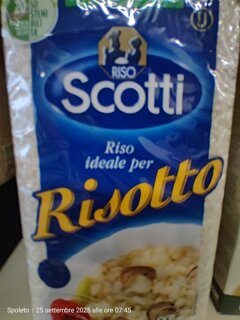 RISO
Scotti
Riso
ideale per
Risotto
Spoleto | 25 settembre 2025 alle ore 07:45